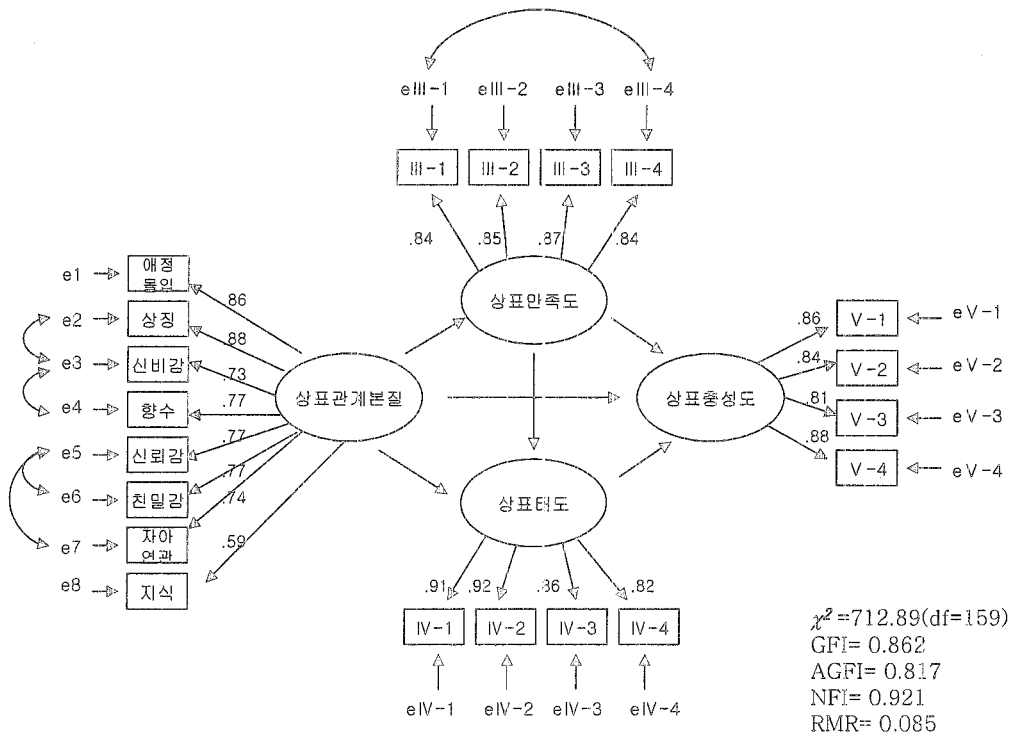 eIII-1 eIII-2 eIII-3 eIII-4
III-1 III-2 III-3 III-4
.84 .85 .87 .84
상표만족도
e1 애정
몰입
.86
e2 상징
.88
e3 신비감
.73
e4 향수
.77
e5 신뢰감
.77
e6 친밀감
.77
e7 자아
연관
.74
e8 지식
.59
상표관계본질
상표충성도
.86 V-1 eV-1
.84 V-2 eV-2
.81 V-3 eV-3
.88 V-4 eV-4
상표태도
.91 .92 .86 .82
IV-1 IV-2 IV-3 IV-4
eIV-1 eIV-2 eIV-3 eIV-4
χ²=712.89(df=159)
GFI= 0.862
AGFI= 0.817
NFI= 0.921
RMR= 0.085